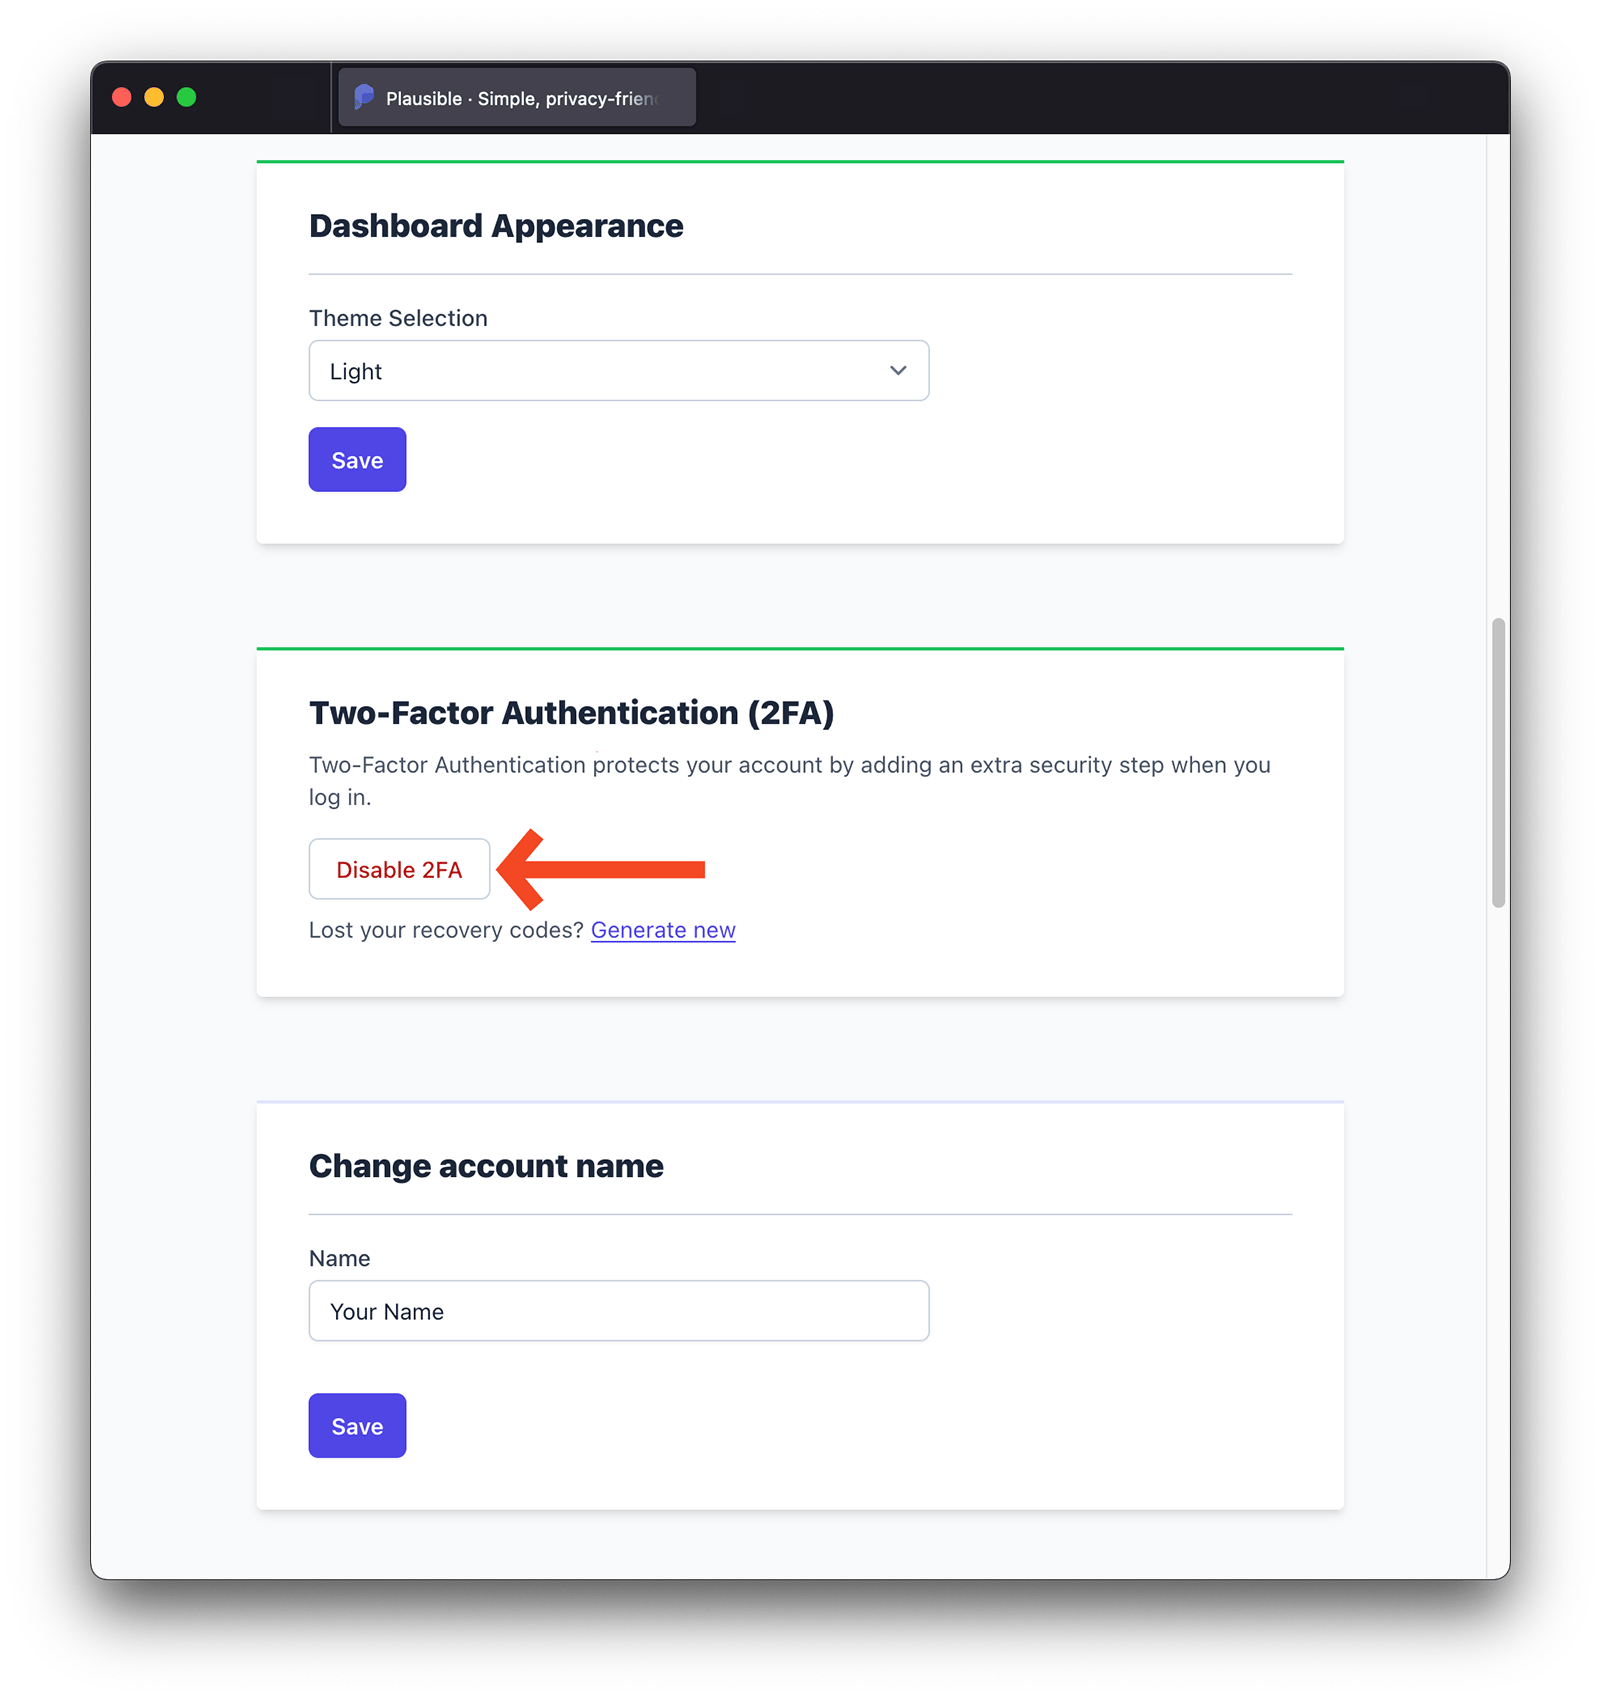 Plausible · Simple, privacy-frien
Dashboard Appearance
Theme Selection
Light
Save
Two-Factor Authentication (2FA)
Two-Factor Authentication protects your account by adding an extra security step when you
log in.
Disable 2FA
Lost your recovery codes? Generate new
Change account name
Name
Your Name
Save